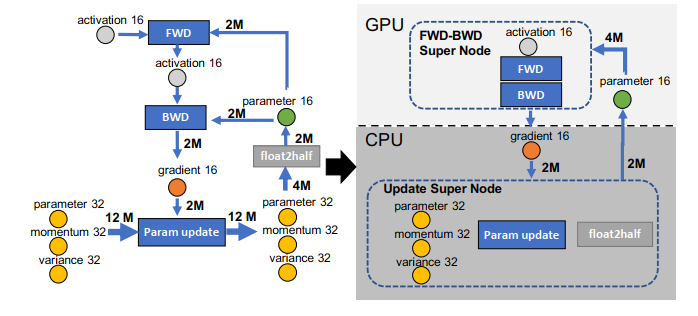 activation 16
FWD
2M
activation 16
BWD
2M
parameter 16
2M
2M
gradient 16
float2half
2M
4M
parameter 32
momentum 32
variance 32
12 M
Param update
12 M
parameter 32
momentum 32
variance 32
GPU
FWD-BWD
Super Node
activation 16
FWD
BWD
4M
parameter 16
CPU
gradient 16
2M
2M
Update Super Node
parameter 32
momentum 32
variance 32
Param update
float2half